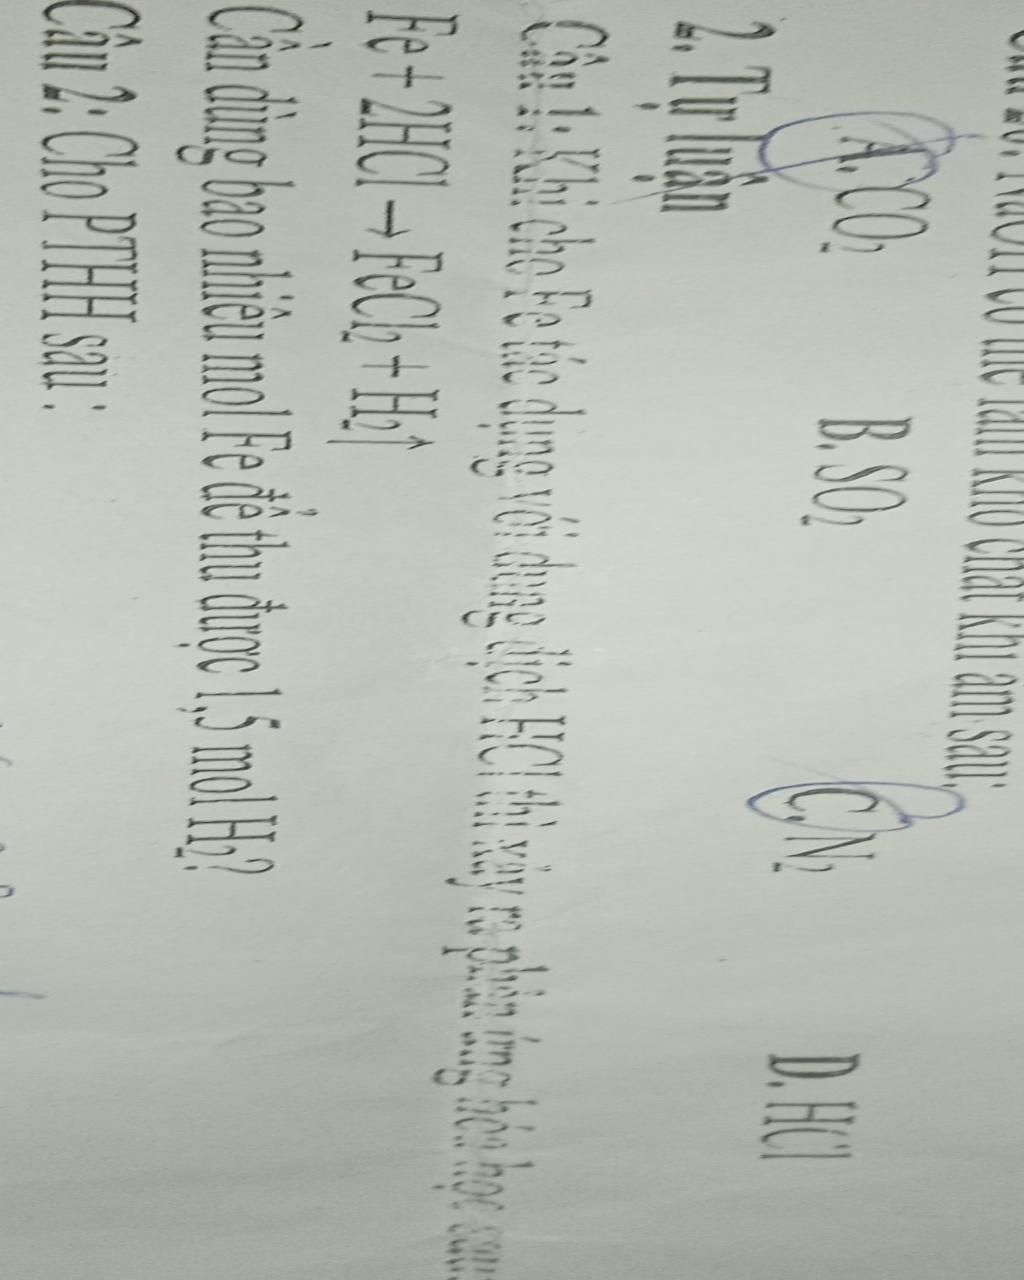 NaOH có thể làm khô chất khí ẩm sau:
A. CO₂ B. SO₂ C. N₂ D. HCl
2. Tự luận
Câu 1. Khi cho Fe tác dụng với dung dịch HCl thì xảy ra phản ứng hóa học sau:
Fe + 2HCl → FeCl₂ + H₂↑
Cần dùng bao nhiêu mol Fe để thu được 1,5 mol H₂?
Câu 2: Cho PTHH sau :